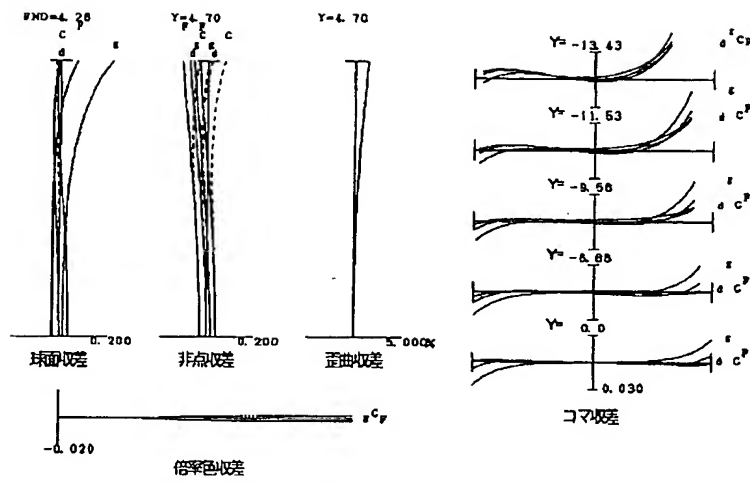 FNO=4.28
F
C
d
g
0.200
球面収差
Y=4.70
F F
C C
g g
d d
0.200
非点収差
Y=4.70
5.000%
歪曲収差
g C F
-0.020
倍率色収差
Y= -13.43
d g C F
Y= -11.53
g
d C F
Y= -9.56
g
d C F
g
d C F
Y= 0.0
g
d C F
0.030
コマ収差